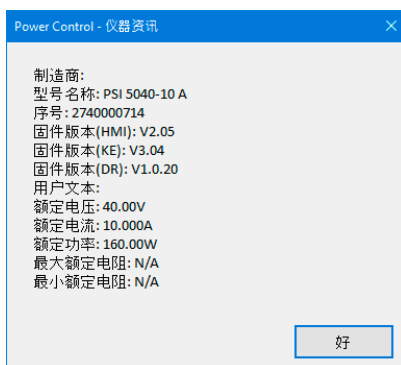 Power Control - 仪器资讯
制造商:
型号名称: PSI 5040-10 A
序号: 2740000714
固件版本(HMI): V2.05
固件版本(KE): V3.04
固件版本(DR): V1.0.20
用户文本:
额定电压: 40.00V
额定电流: 10.000A
额定功率: 160.00W
最大额定电阻: N/A
最小额定电阻: N/A
好